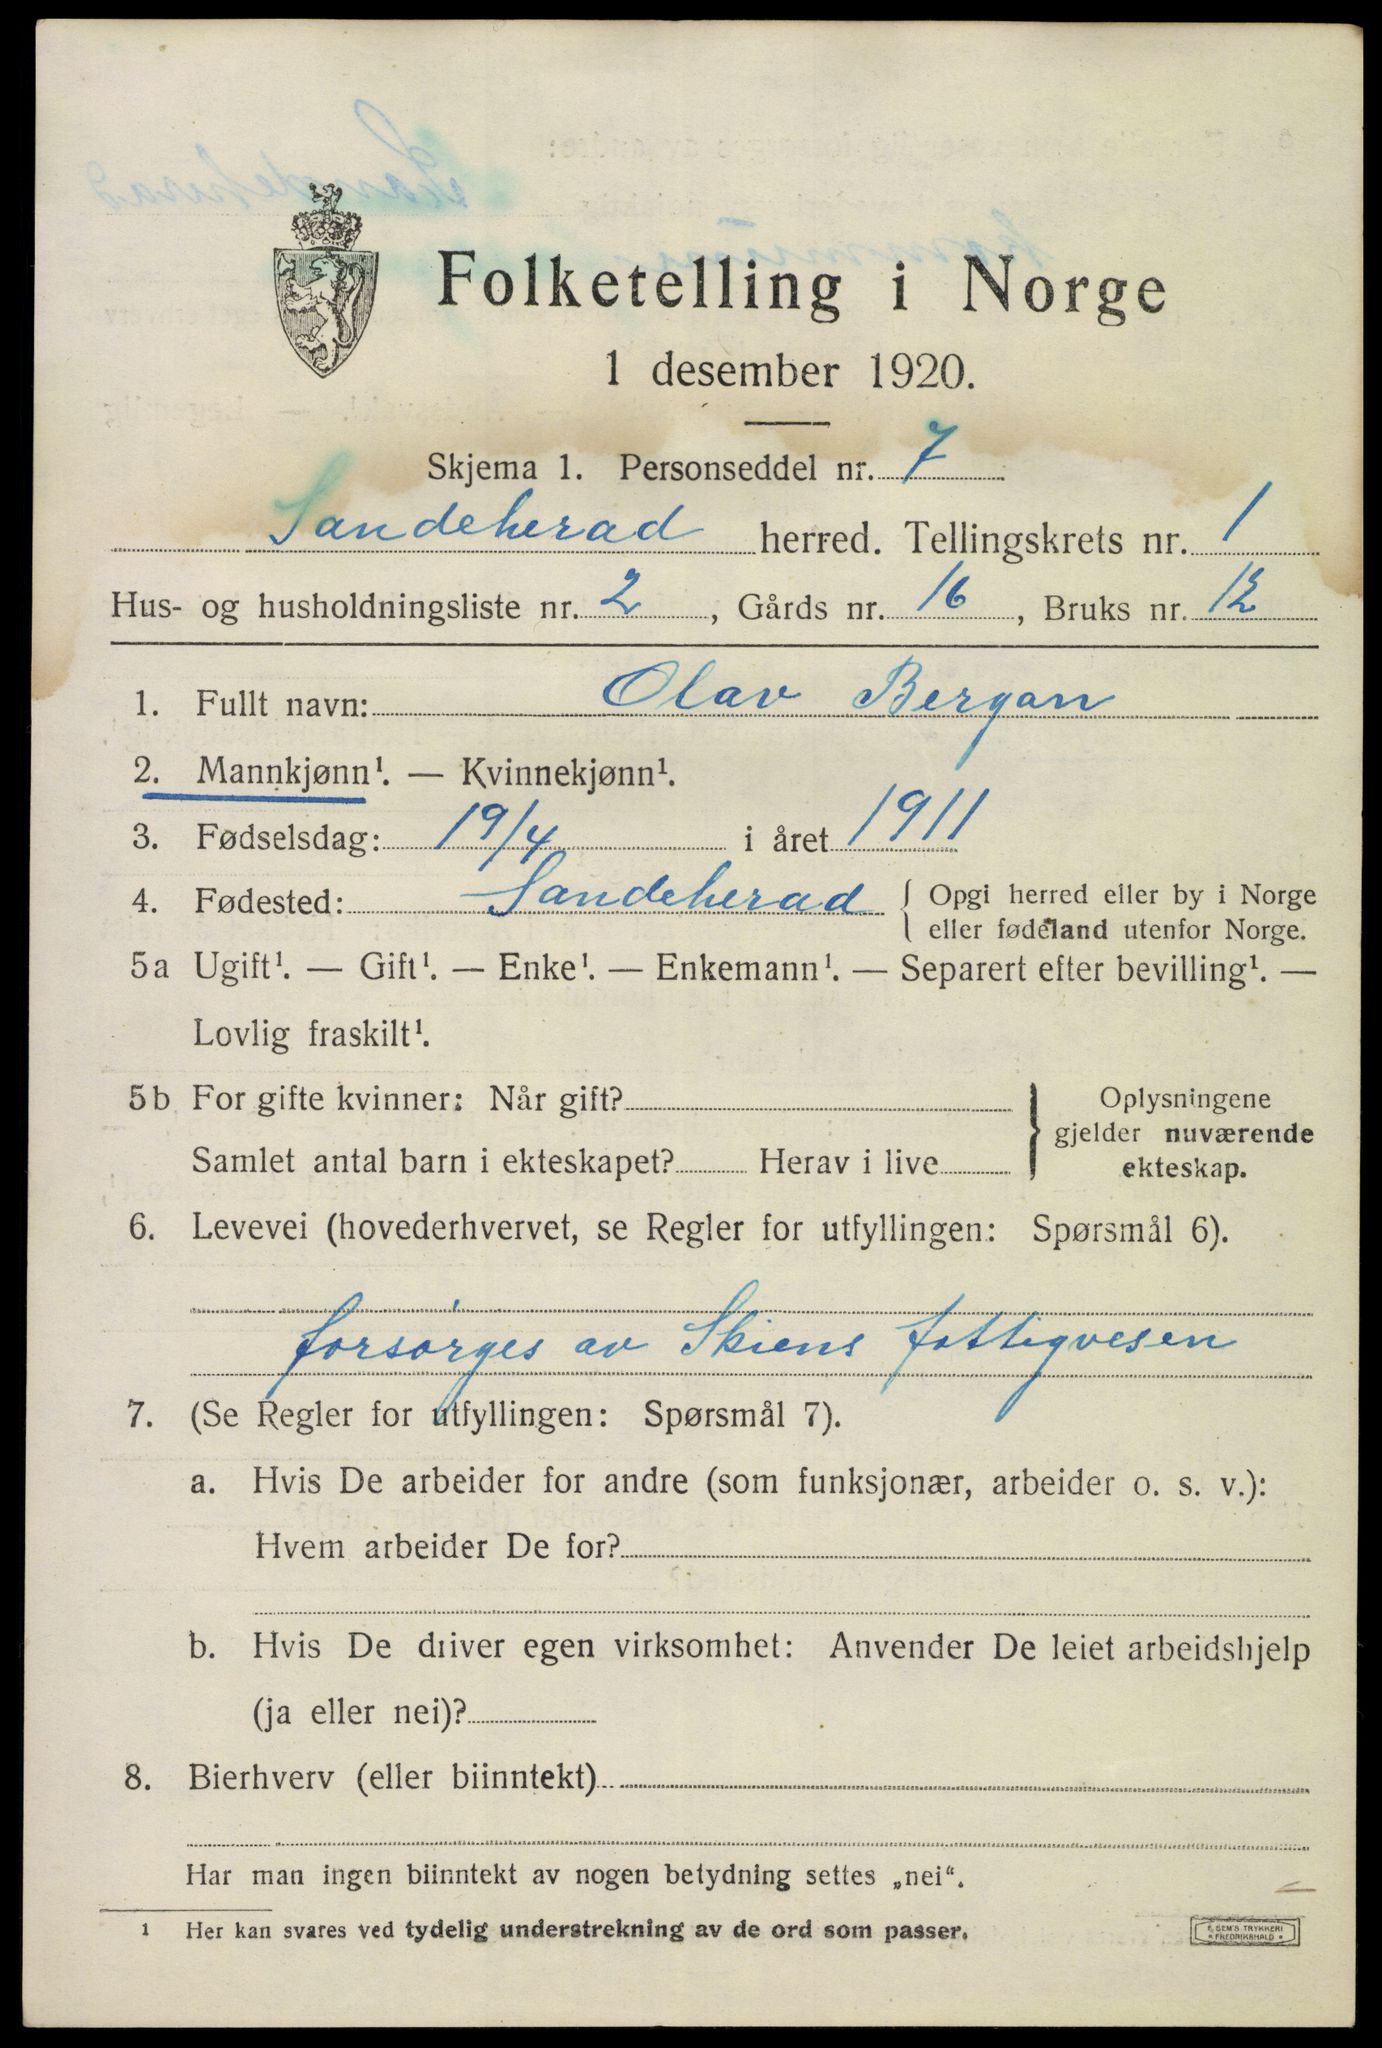 Folketelling i Norge
1 desember 1920.
Skjema 1. Personseddel nr. 7
Sandeherad herred. Tellingskrets nr. 1
Hus- og husholdningsliste nr. 2, Gårds nr. 16, Bruks nr. 12
1. Fullt navn: Olav Bergan
2. Mannkjønn¹. — Kvinnekjønn¹.
3. Fødselsdag: 19/4 i året 1911
4. Fødested: Sandeherad { Opgi herred eller by i Norge
eller fødeland utenfor Norge.
5a Ugift¹. — Gift¹. — Enke¹. — Enkemann¹. — Separert efter bevilling¹. —
Lovlig fraskilt¹.
5b For gifte kvinner: Når gift? } Oplysningene
gjelder nuværende
Samlet antal barn i ekteskapet? Herav i live
ekteskap.
6. Levevei (hovederhvervet, se Regler for utfyllingen: Spørsmål 6).
forsørges av Skiens fattigvesen
7. (Se Regler for utfyllingen: Spørsmål 7).
a. Hvis De arbeider for andre (som funksjonær, arbeider o. s. v.):
Hvem arbeider De for?
b. Hvis De driver egen virksomhet: Anvender De leiet arbeidshjelp
(ja eller nei)?
8. Bierhverv (eller biinntekt)
Har man ingen biinntekt av nogen betydning settes „nei“.
1 Her kan svares ved tydelig understrekning av de ord som passer.
E. SEM'S TRYKKERI
* FREDRIKSHALD *